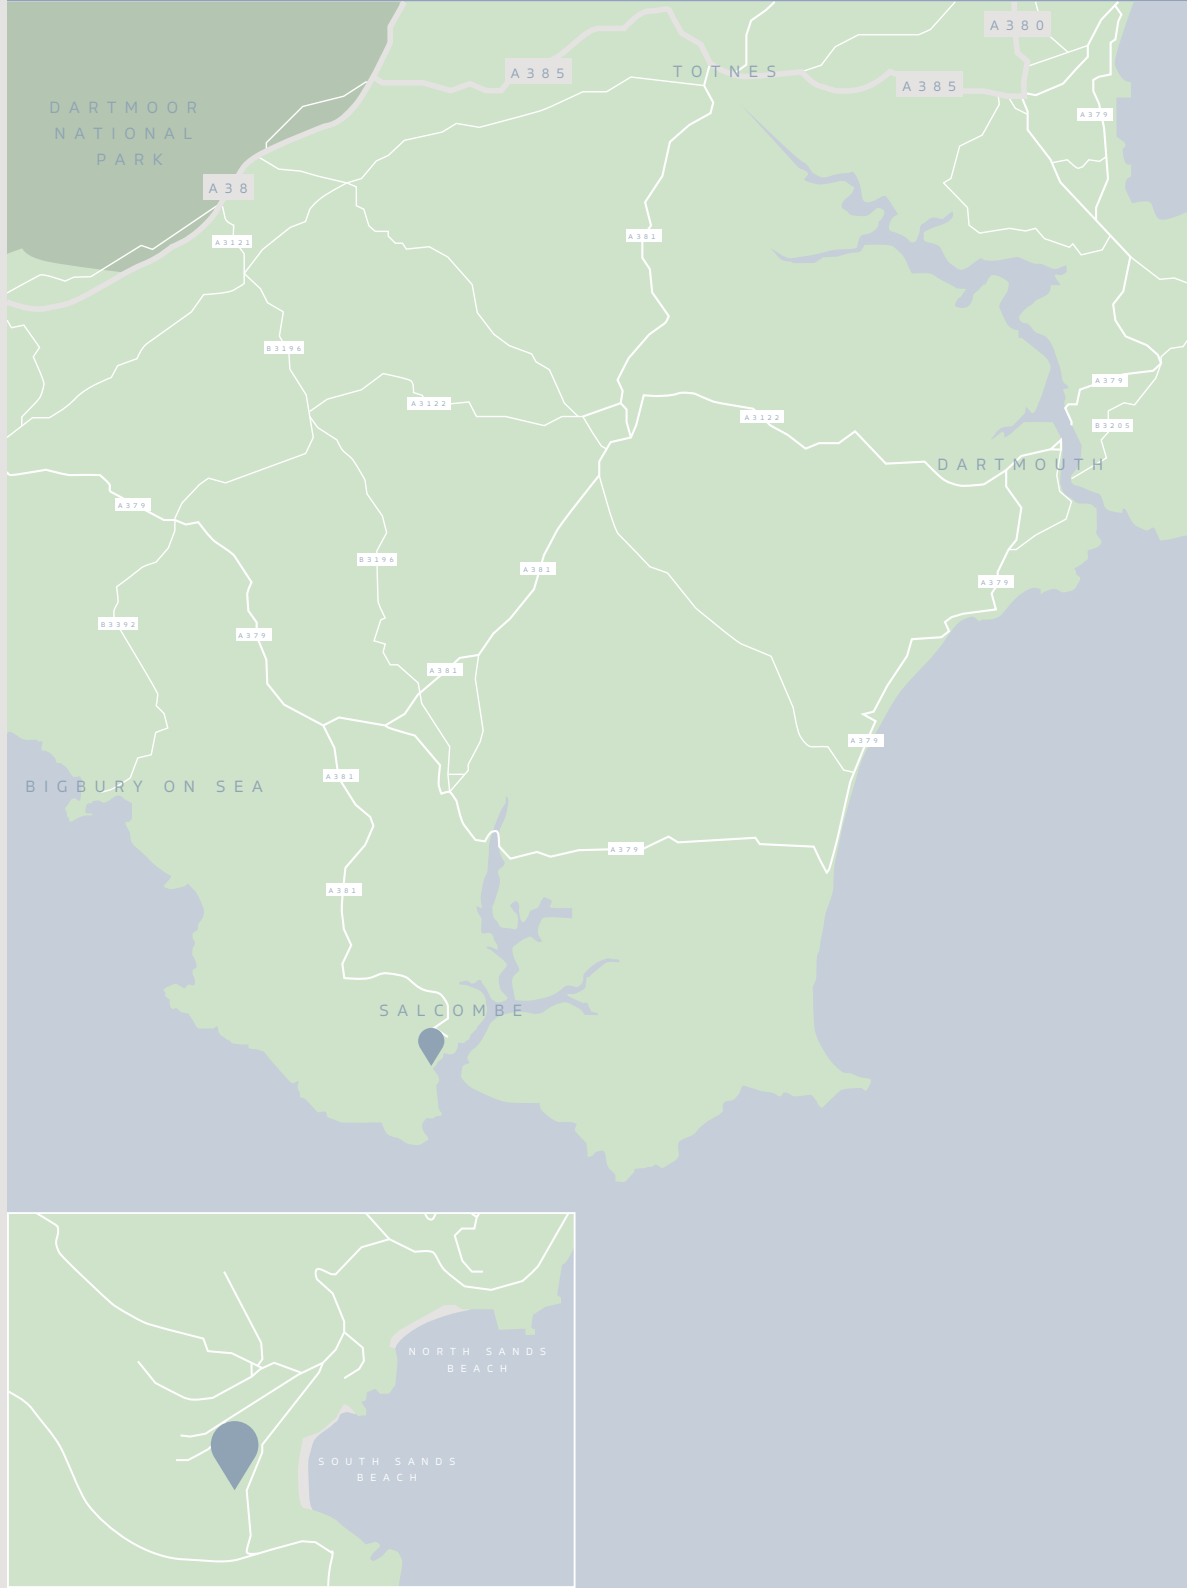 A380
A385
TOTNES
A385
DARTMOOR
NATIONAL
PARK
A379
A38
A3121
A381
B3196
A379
A3122
A3122
B3205
DARTMOUTH
A379
B3196
A381
A379
B3392
A379
A381
A379
A381
BIGBURY ON SEA
A379
A381
SALCOMBE
NORTH SANDS
BEACH
SOUTH SANDS
BEACH